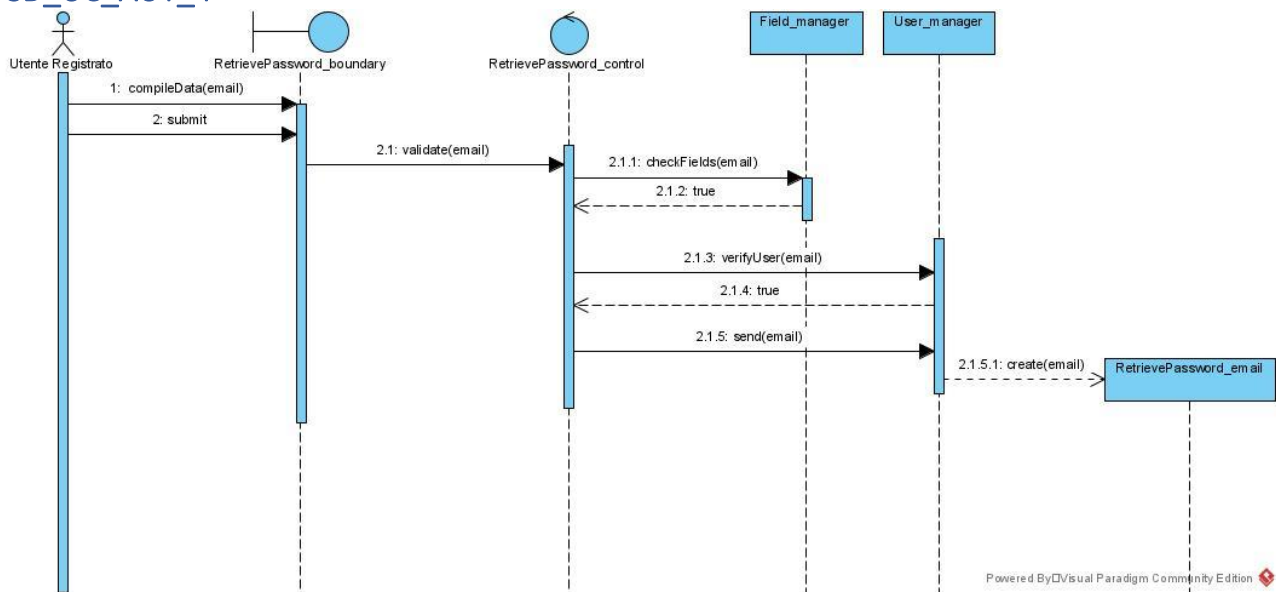 Field_manager
User_manager
Utente Registrato
RetrievePassword_boundary
RetrievePassword_control
1: compileData(email)
2: submit
2.1: validate(email)
2.1.1: checkFields(email)
2.1.2: true
2.1.3: verifyUser(email)
2.1.4: true
2.1.5: send(email)
2.1.5.1: create(email)
RetrievePassword_email
Powered By Visual Paradigm Community Edition